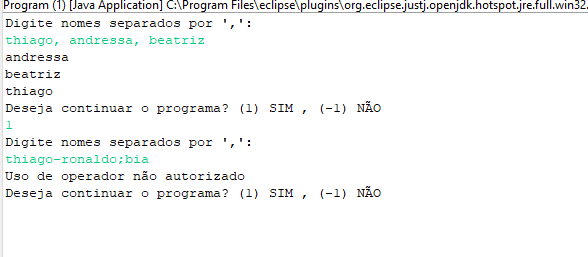 Program (1) [Java Application] C:\Program Files\eclipse\plugins\org.eclipse.justj.openjdk.hotspot.jre.full.win32.
Digite nomes separados por ',':
thiago, andressa, beatriz
andressa
beatriz
thiago
Deseja continuar o programa? (1) SIM , (-1) NÃO
1
Digite nomes separados por ',':
thiago-ronaldo;bia
Uso de operador não autorizado
Deseja continuar o programa? (1) SIM , (-1) NÃO